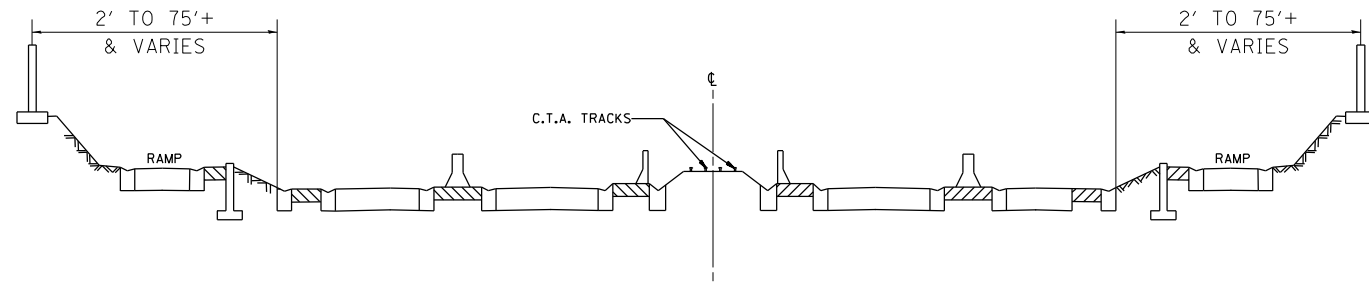 2' TO 75'+
& VARIES
2' TO 75'+
& VARIES
℄
C.T.A. TRACKS
RAMP
RAMP